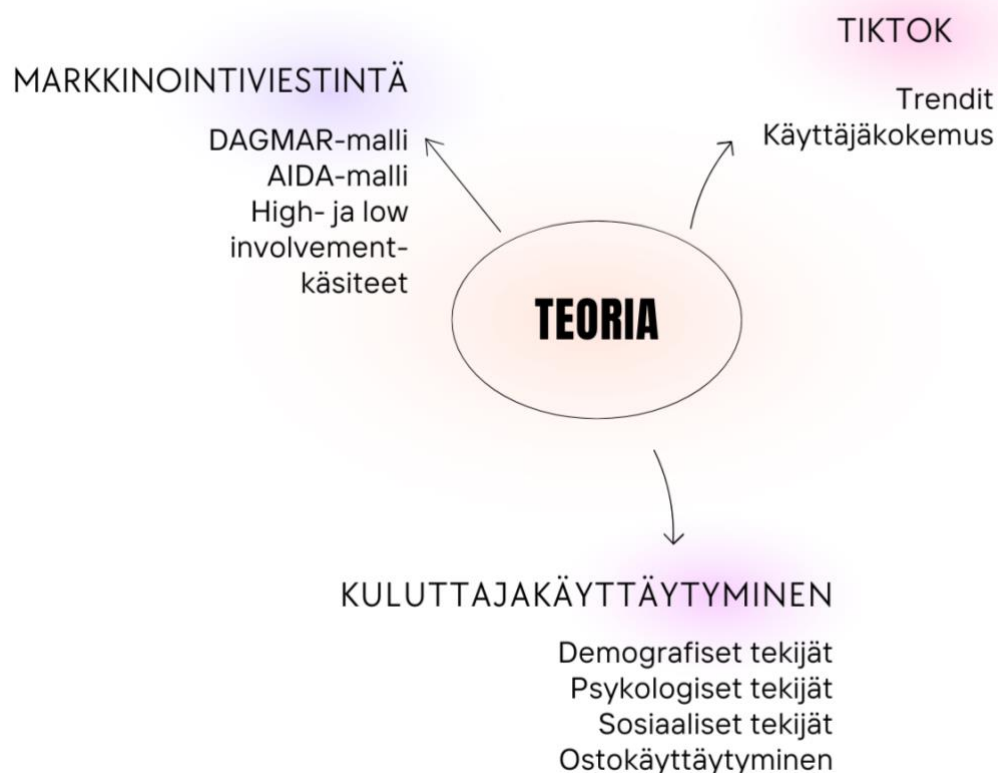 TIKTOK
Trendit
Käyttäjäkokemus
MARKKINOINTIVIESTINTÄ
DAGMAR-malli
AIDA-malli
High- ja low
involvement-
käsiteet
TEORIA
KULUTTAJAKÄYTTÄYTYMINEN
Demografiset tekijät
Psykologiset tekijät
Sosiaaliset tekijät
Ostokäyttäytyminen